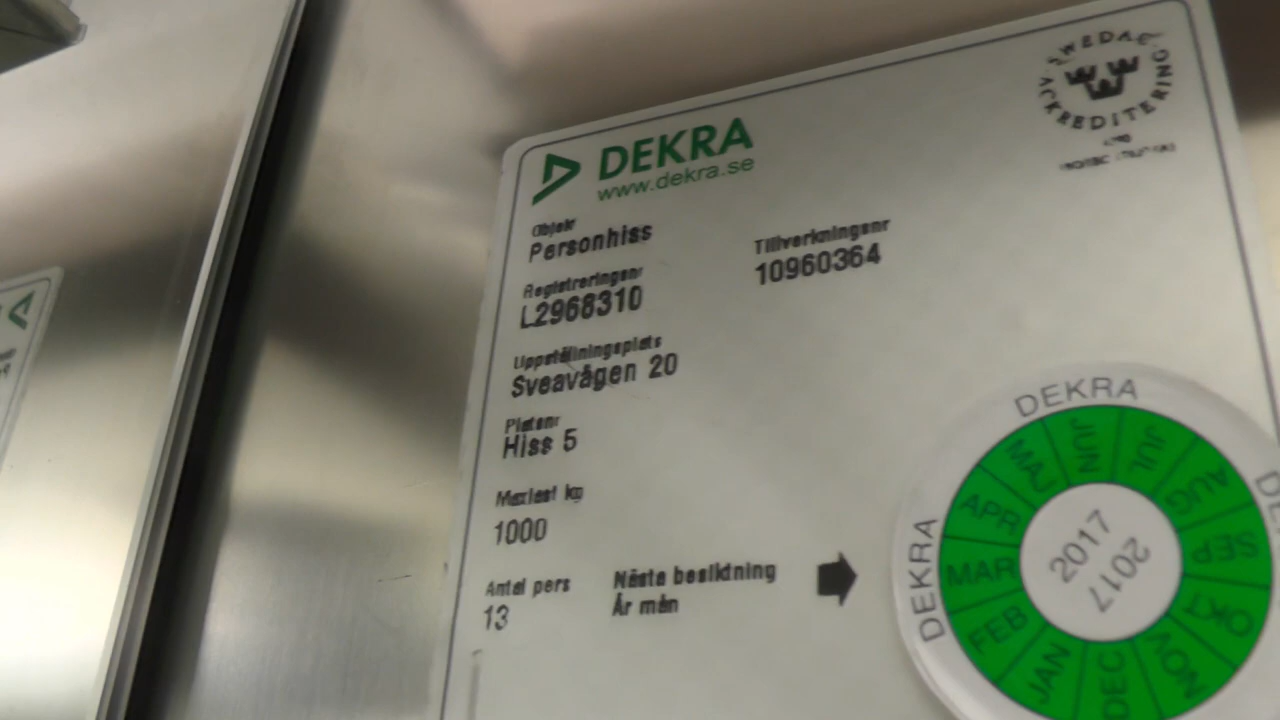 DEKRA
www.dekra.se
SWEDAC
ACKREDITERING
Objekt
Personhiss
Registreringsnr
L2968310
Tillverkningsnr
10960364
Uppställningsplats
Sveavägen 20
Platsnr
Hiss 5
Maxlast kg
1000
Antal pers
13
Nästa besiktning
År mån
DEKRA
DEKRA
JAN
FEB
MAR
APR
MAJ
JUN
JUL
AUG
SEP
OKT
NOV
DEC
2017
2017